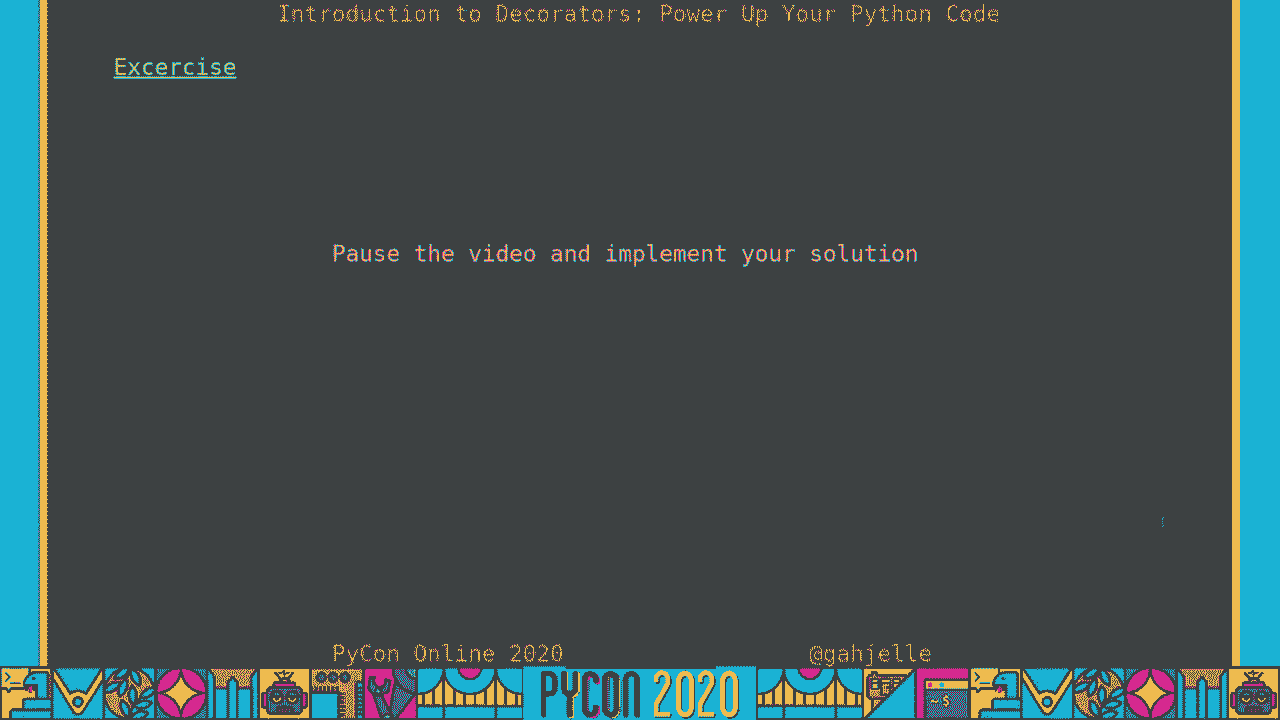 Introduction to Decorators: Power Up Your Python Code
Excercise
Pause the video and implement your solution
PyCon Online 2020 @gahjelle
PYCON 2020
~$